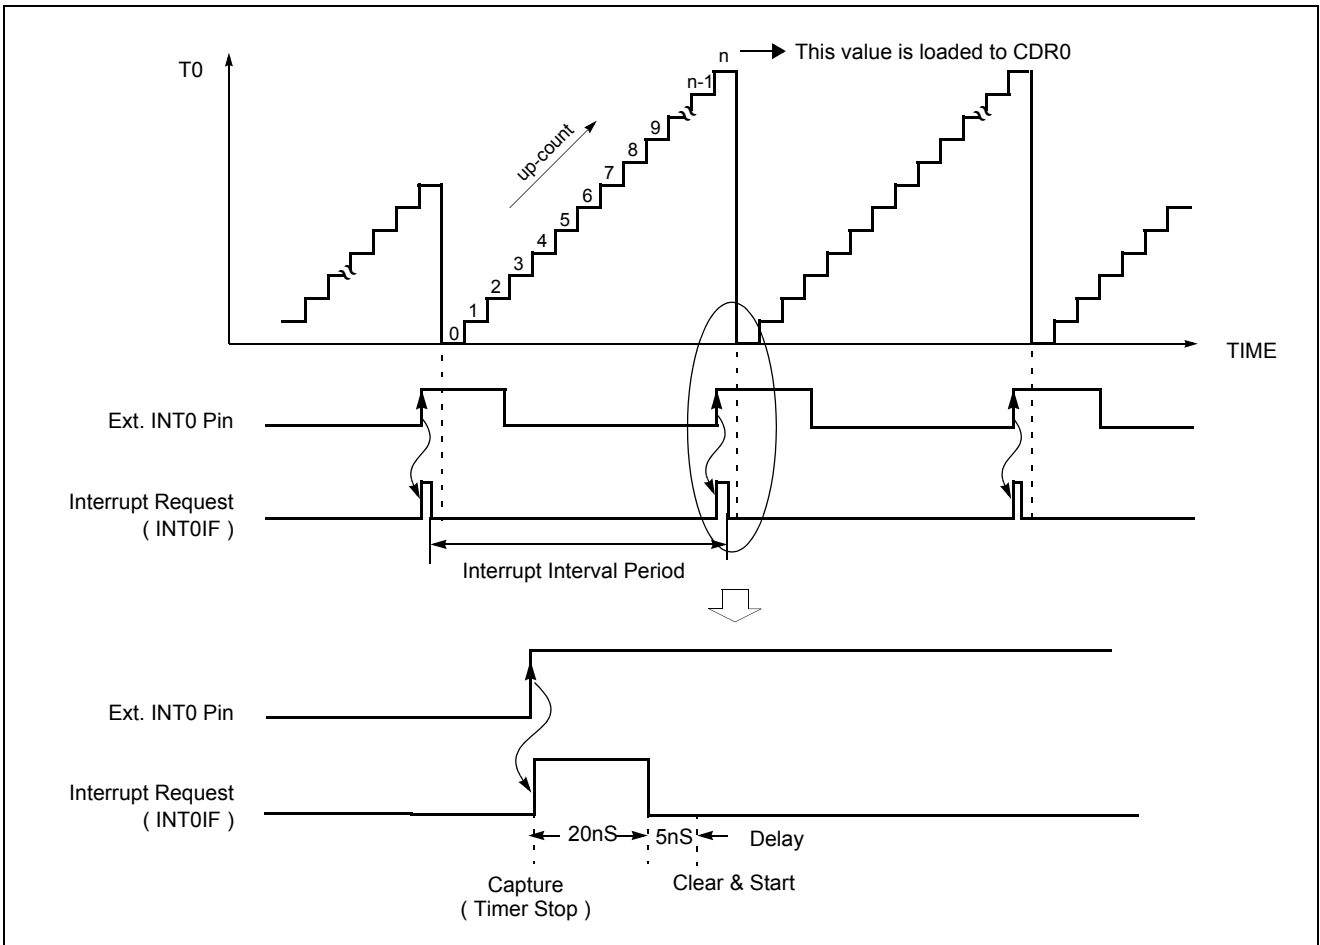 n
This value is loaded to CDR0
T0
n-1
9
up-count
8
7
6
5
4
3
2
1
0
TIME
Ext. INT0 Pin
Interrupt Request
( INT0IF )
Interrupt Interval Period
Ext. INT0 Pin
Interrupt Request
( INT0IF )
20nS
5nS
Delay
Capture
( Timer Stop )
Clear & Start